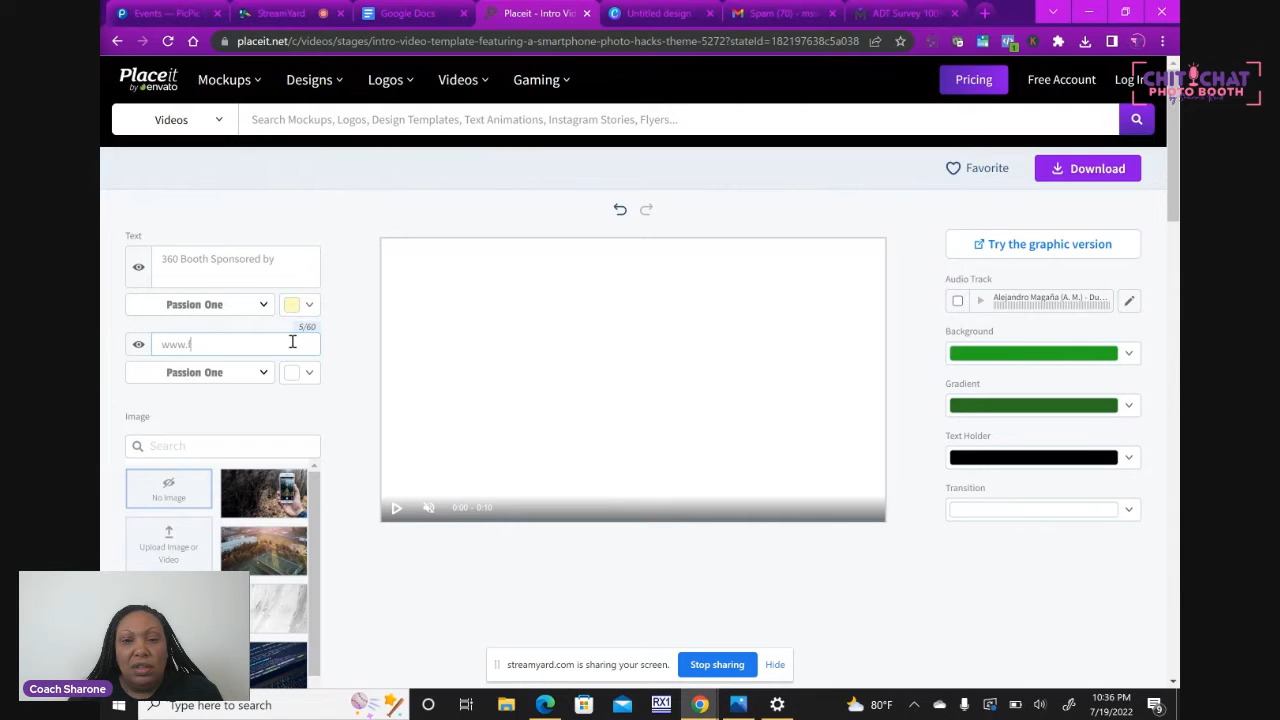 Events — PicPic
StreamYard
Google Docs
Placeit - Intro Vid
Untitled design
Spam (70) - ms
ADT Survey 100
placeit.net/c/videos/stages/intro-video-template-featuring-a-smartphone-photo-hacks-theme-5272?stateId=182197638c5a038
Placeit
by envato
Mockups
Designs
Logos
Videos
Gaming
Pricing
Free Account
Log In
CHIT CHAT
PHOTO BOOTH
Videos
Search Mockups, Logos, Design Templates, Text Animations, Instagram Stories, Flyers...
Favorite
Download
Text
360 Booth Sponsored by
Passion One
5/60
www.f
Passion One
Image
Search
No Image
Upload Image or
Video
0:00 – 0:10
Try the graphic version
Audio Track
Alejandro Magaña (A. M.) - Du...
Background
Gradient
Text Holder
Transition
streamyard.com is sharing your screen.
Stop sharing
Hide
Coach Sharone
Type here to search
RX1
80°F
10:36 PM
7/19/2022
9